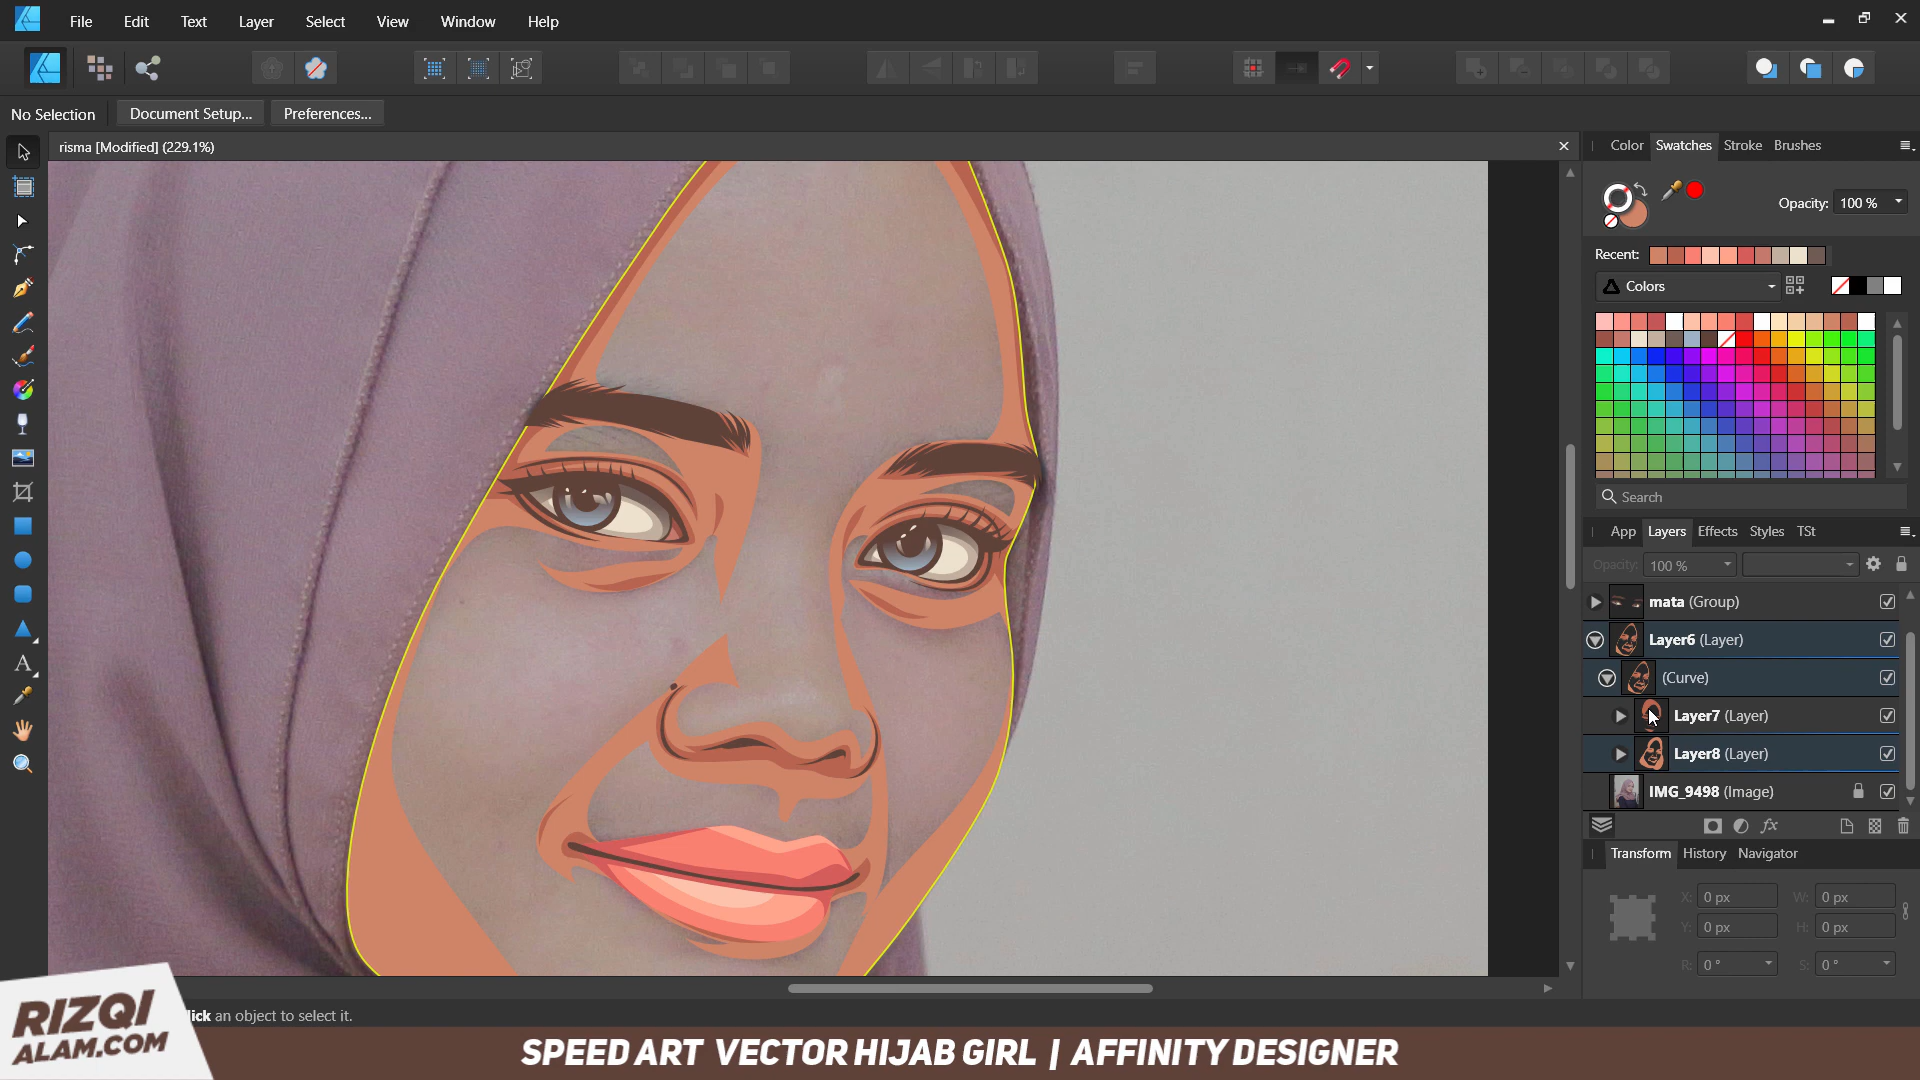 File Edit Text Layer Select View Window Help
No Selection Document Setup... Preferences...
risma [Modified] (229.1%)
Color Swatches Stroke Brushes
Opacity: 100 %
Recent:
Colors
Search
App Layers Effects Styles TSt
Opacity: 100 %
mata (Group)
Layer6 (Layer)
(Curve)
Layer7 (Layer)
Layer8 (Layer)
IMG_9498 (Image)
fx
Transform History Navigator
X: 0 px W: 0 px
Y: 0 px H: 0 px
R: 0 ° S: 0 °
A
lick an object to select it.
RIZQI
ALAM.COM
SPEED ART VECTOR HIJAB GIRL | AFFINITY DESIGNER